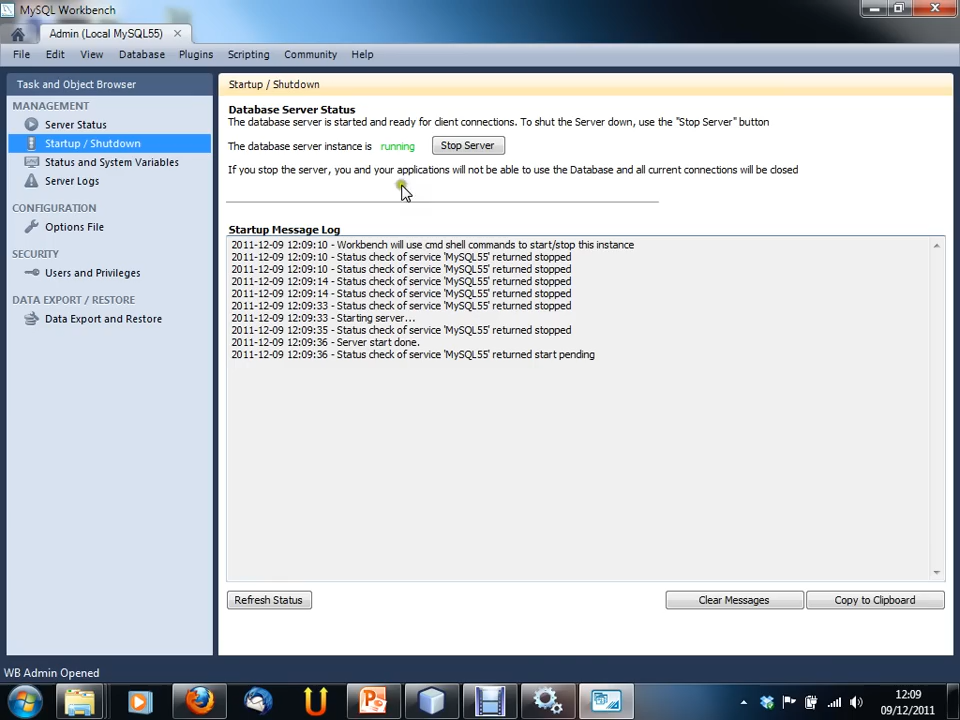 MySQL Workbench
Admin (Local MySQL55)
File Edit View Database Plugins Scripting Community Help
Task and Object Browser
MANAGEMENT
Server Status
Startup / Shutdown
Status and System Variables
Server Logs
CONFIGURATION
Options File
SECURITY
Users and Privileges
DATA EXPORT / RESTORE
Data Export and Restore
Startup / Shutdown
Database Server Status
The database server is started and ready for client connections. To shut the Server down, use the "Stop Server" button
The database server instance is running Stop Server
If you stop the server, you and your applications will not be able to use the Database and all current connections will be closed
Startup Message Log
2011-12-09 12:09:10 - Workbench will use cmd shell commands to start/stop this instance
2011-12-09 12:09:10 - Status check of service 'MySQL55' returned stopped
2011-12-09 12:09:10 - Status check of service 'MySQL55' returned stopped
2011-12-09 12:09:14 - Status check of service 'MySQL55' returned stopped
2011-12-09 12:09:14 - Status check of service 'MySQL55' returned stopped
2011-12-09 12:09:33 - Status check of service 'MySQL55' returned stopped
2011-12-09 12:09:33 - Starting server...
2011-12-09 12:09:35 - Status check of service 'MySQL55' returned stopped
2011-12-09 12:09:36 - Server start done.
2011-12-09 12:09:36 - Status check of service 'MySQL55' returned start pending
Refresh Status Clear Messages Copy to Clipboard
WB Admin Opened
12:09
09/12/2011